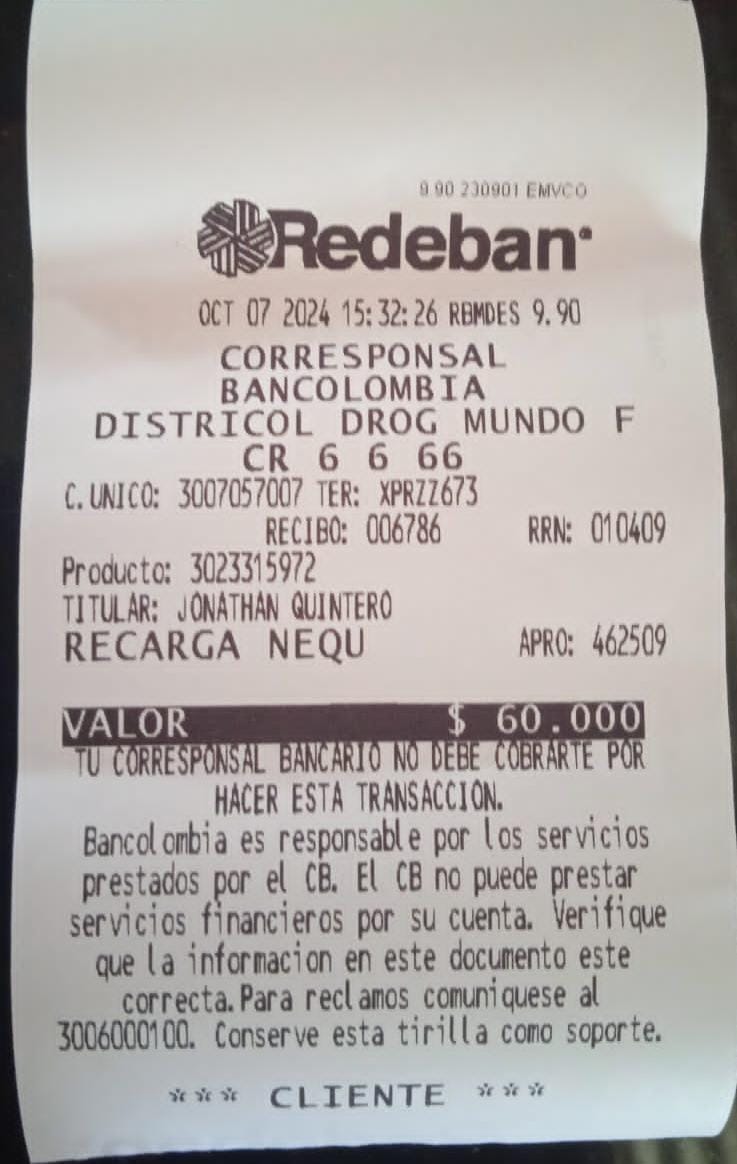 9.90 230901 EMVCO
Redeban
OCT 07 2024 15:32:26 RBMDES 9.90
CORRESPONSAL
BANCOLOMBIA
DISTRICOL DROG MUNDO F
CR 6 6 66
C.UNICO: 3007057007 TER: XPRZZ673
RECIBO: 006786 RRN: 010409
Producto: 3023315972
TITULAR: JONATHAN QUINTERO
RECARGA NEQU APRO: 462509
VALOR $ 60.000
TU CORRESPONSAL BANCARIO NO DEBE COBRARTE POR
HACER ESTA TRANSACCIÓN.
Bancolombia es responsable por los servicios
prestados por el CB. El CB no puede prestar
servicios financieros por su cuenta. Verifique
que la informacion en este documento este
correcta.Para reclamos comuniquese al
3006000100. Conserve esta tirilla como soporte.
*** CLIENTE ***